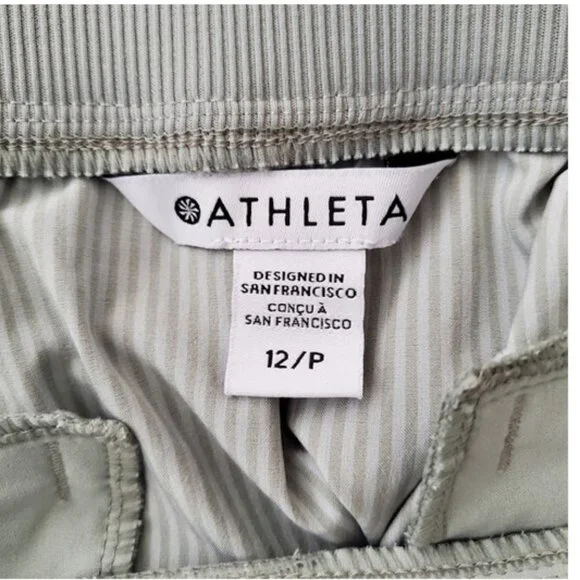 ATHLETA
DESIGNED IN
SAN FRANCISCO
CONÇU À
SAN FRANCISCO
12/P